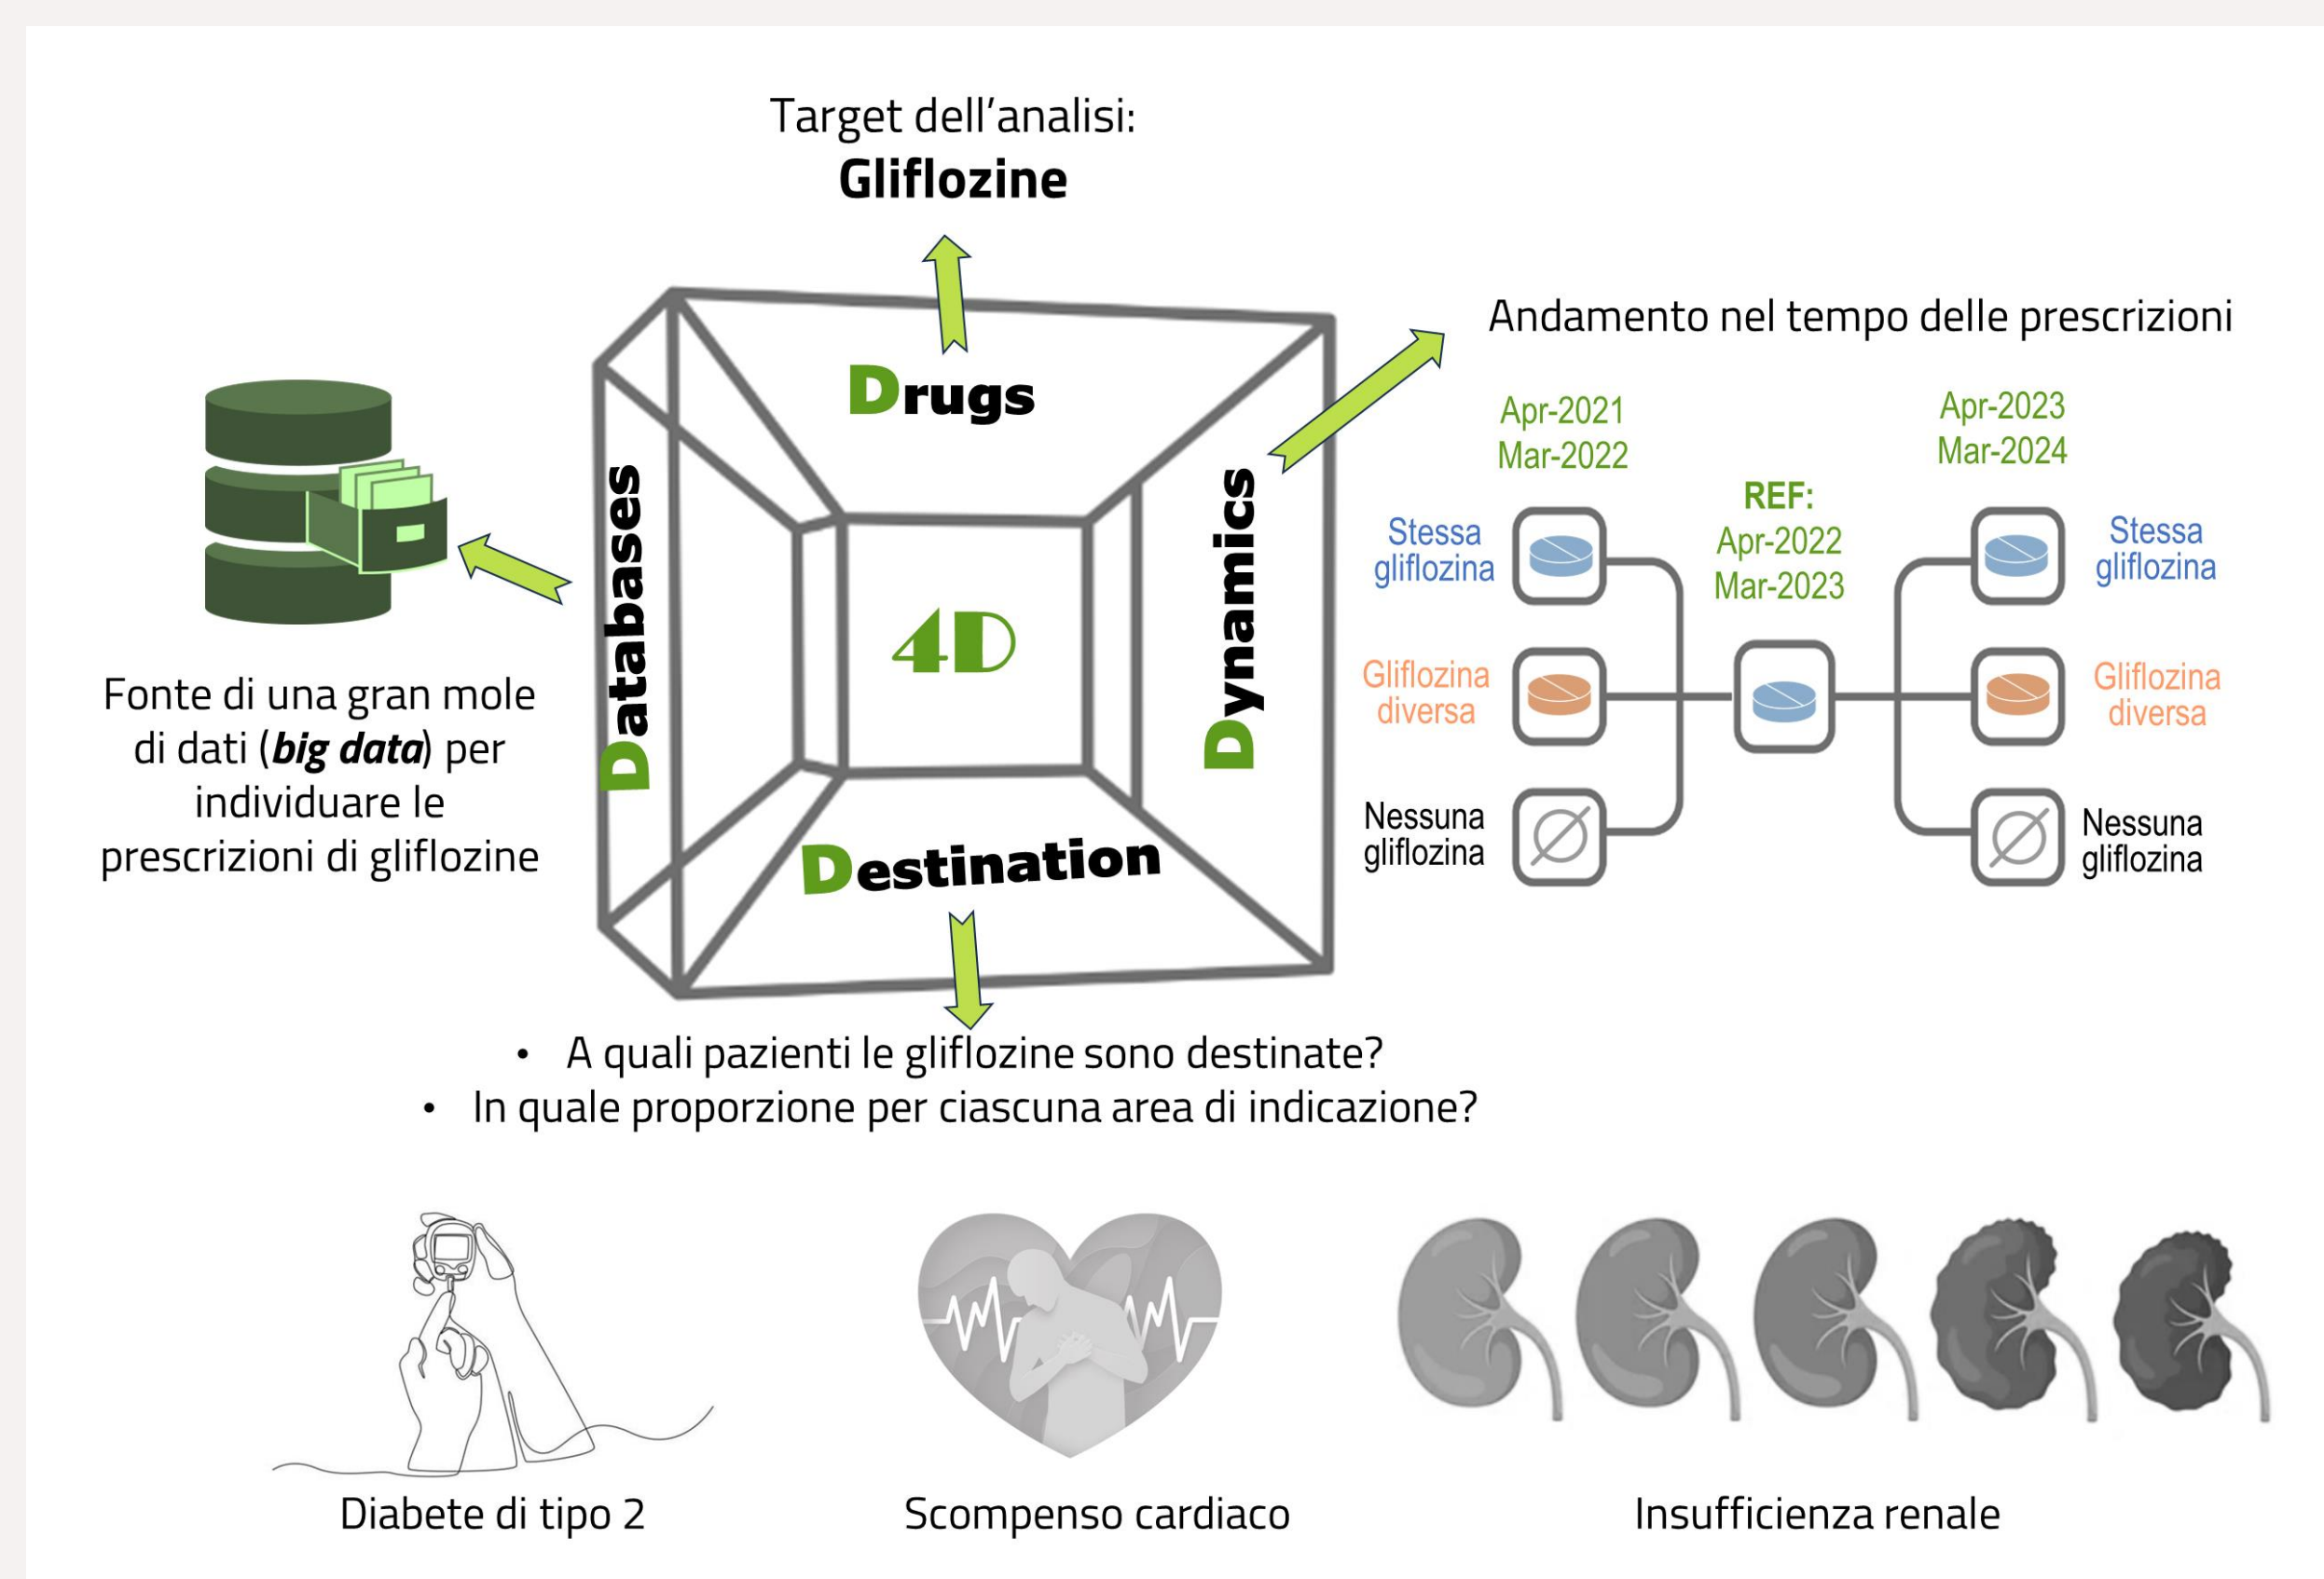 Target dell'analisi:
Gliflozine
Drugs
Databases
4D
Dynamics
Destination
Fonte di una gran mole
di dati (big data) per
individuare le
prescrizioni di gliflozine
Andamento nel tempo delle prescrizioni
Apr-2021
Mar-2022
REF:
Apr-2022
Mar-2023
Apr-2023
Mar-2024
Stessa
gliflozina
Gliflozina
diversa
Nessuna
gliflozina
Stessa
gliflozina
Gliflozina
diversa
Nessuna
gliflozina
• A quali pazienti le gliflozine sono destinate?
• In quale proporzione per ciascuna area di indicazione?
Diabete di tipo 2
Scompenso cardiaco
Insufficienza renale